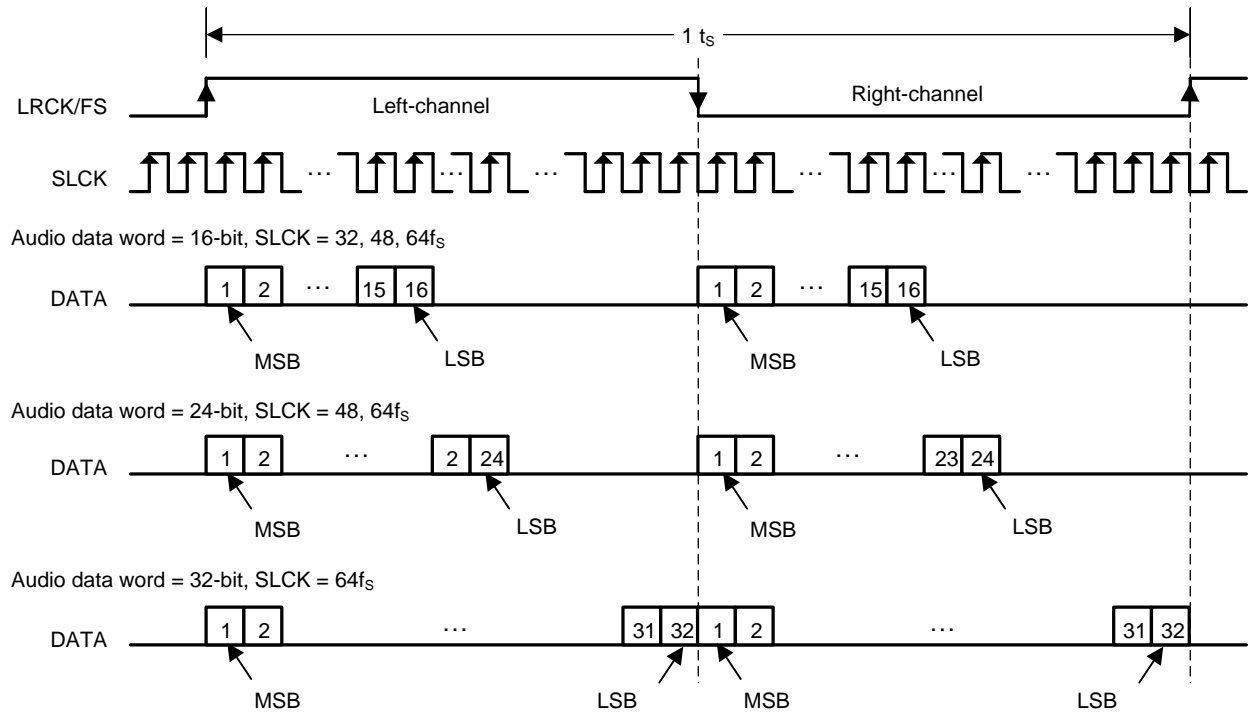 1 tS
LRCK/FS
Left-channel
Right-channel
SLCK
... ... ... ... ... ...
Audio data word = 16-bit, SLCK = 32, 48, 64fS
DATA
1 2 ... 15 16 1 2 ... 15 16
MSB LSB MSB LSB
Audio data word = 24-bit, SLCK = 48, 64fS
DATA
1 2 ... 2 24 1 2 ... 23 24
MSB LSB MSB LSB
Audio data word = 32-bit, SLCK = 64fS
DATA
1 2 ... 31 32 1 2 ... 31 32
MSB LSB MSB LSB